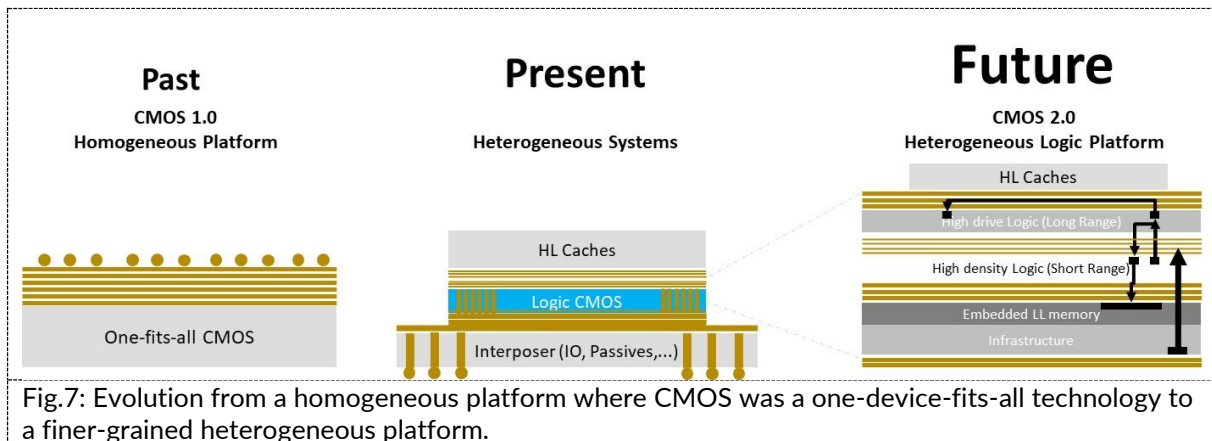 Past
CMOS 1.0
Homogeneous Platform
One-fits-all CMOS
Present
Heterogeneous Systems
HL Caches
Logic CMOS
Interposer (IO, Passives,...)
Future
CMOS 2.0
Heterogeneous Logic Platform
HL Caches
High drive Logic (Long Range)
High density Logic (Short Range)
Embedded LL memory
Infrastructure
Fig.7: Evolution from a homogeneous platform where CMOS was a one-device-fits-all technology to
a finer-grained heterogeneous platform.